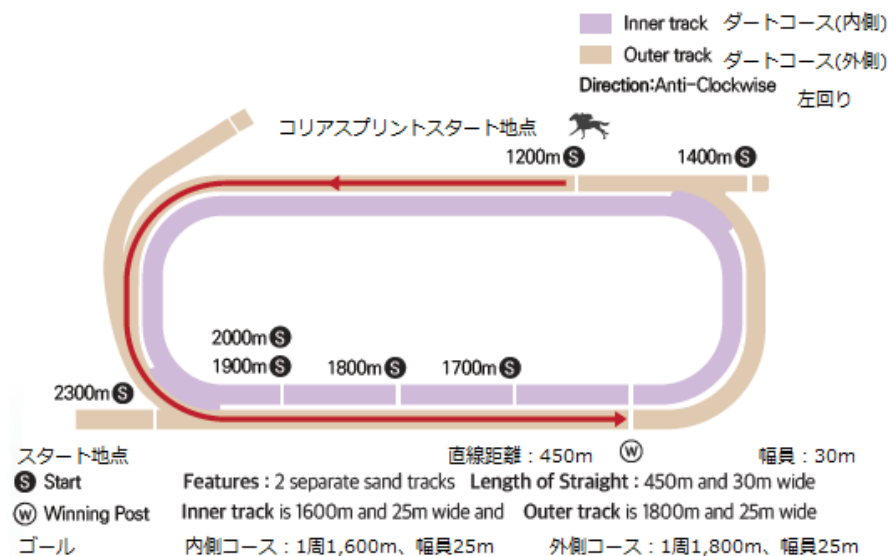 Inner track ダートコース(内側)
Outer track ダートコース(外側)
Direction:Anti-Clockwise 左回り
コリアスプリントスタート地点
1200m S
1400m S
2000m S
1900m S
1800m S
1700m S
2300m S
スタート地点
直線距離：450m
W
幅員：30m
S Start
Features : 2 separate sand tracks Length of Straight : 450m and 30m wide
W Winning Post
Inner track is 1600m and 25m wide and Outer track is 1800m and 25m wide
ゴール
内側コース：1周1,600m、幅員25m
外側コース：1周1,800m、幅員25m